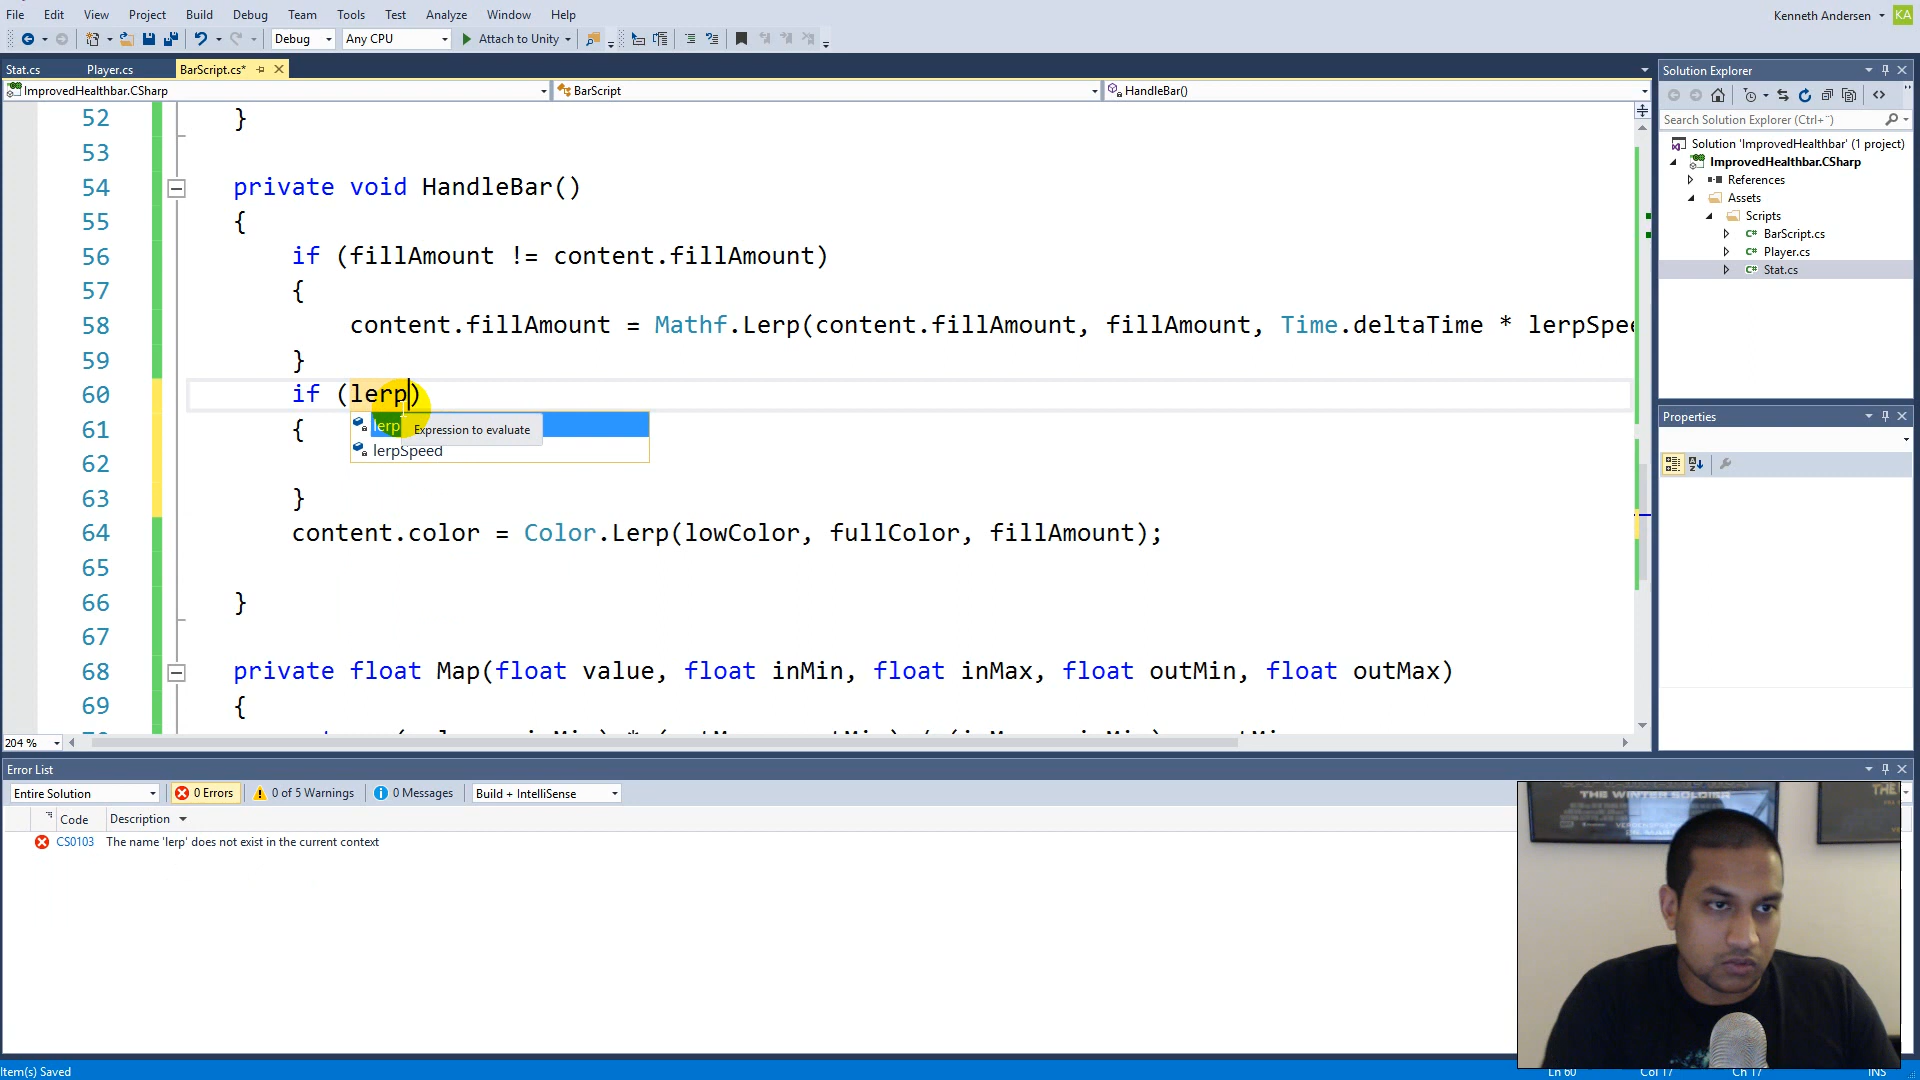 File Edit View Project Build Debug Team Tools Test Analyze Window Help
Kenneth Andersen KA
Debug Any CPU Attach to Unity
Stat.cs Player.cs BarScript.cs*
ImprovedHealthbar.CSharp BarScript HandleBar()
52 }
53
54 private void HandleBar()
55 {
56 if (fillAmount != content.fillAmount)
57 {
58 content.fillAmount = Mathf.Lerp(content.fillAmount, fillAmount, Time.deltaTime * lerpSpee
59 }
60 if (lerp)
61 {
lerp Expression to evaluate
lerpSpeed
62
63 }
64 content.color = Color.Lerp(lowColor, fullColor, fillAmount);
65
66 }
67
68 private float Map(float value, float inMin, float inMax, float outMin, float outMax)
69 {
204 %
Solution Explorer
Search Solution Explorer (Ctrl+¨)
Solution 'ImprovedHealthbar' (1 project)
ImprovedHealthbar.CSharp
References
Assets
Scripts
C# BarScript.cs
C# Player.cs
C# Stat.cs
Properties
Error List
Entire Solution 0 Errors 0 of 5 Warnings 0 Messages Build + IntelliSense
Code Description
CS0103 The name 'lerp' does not exist in the current context
THE WINTER SOLDIER
THE
Item(s) Saved
Ln 60 Col 17 Ch 17 INS